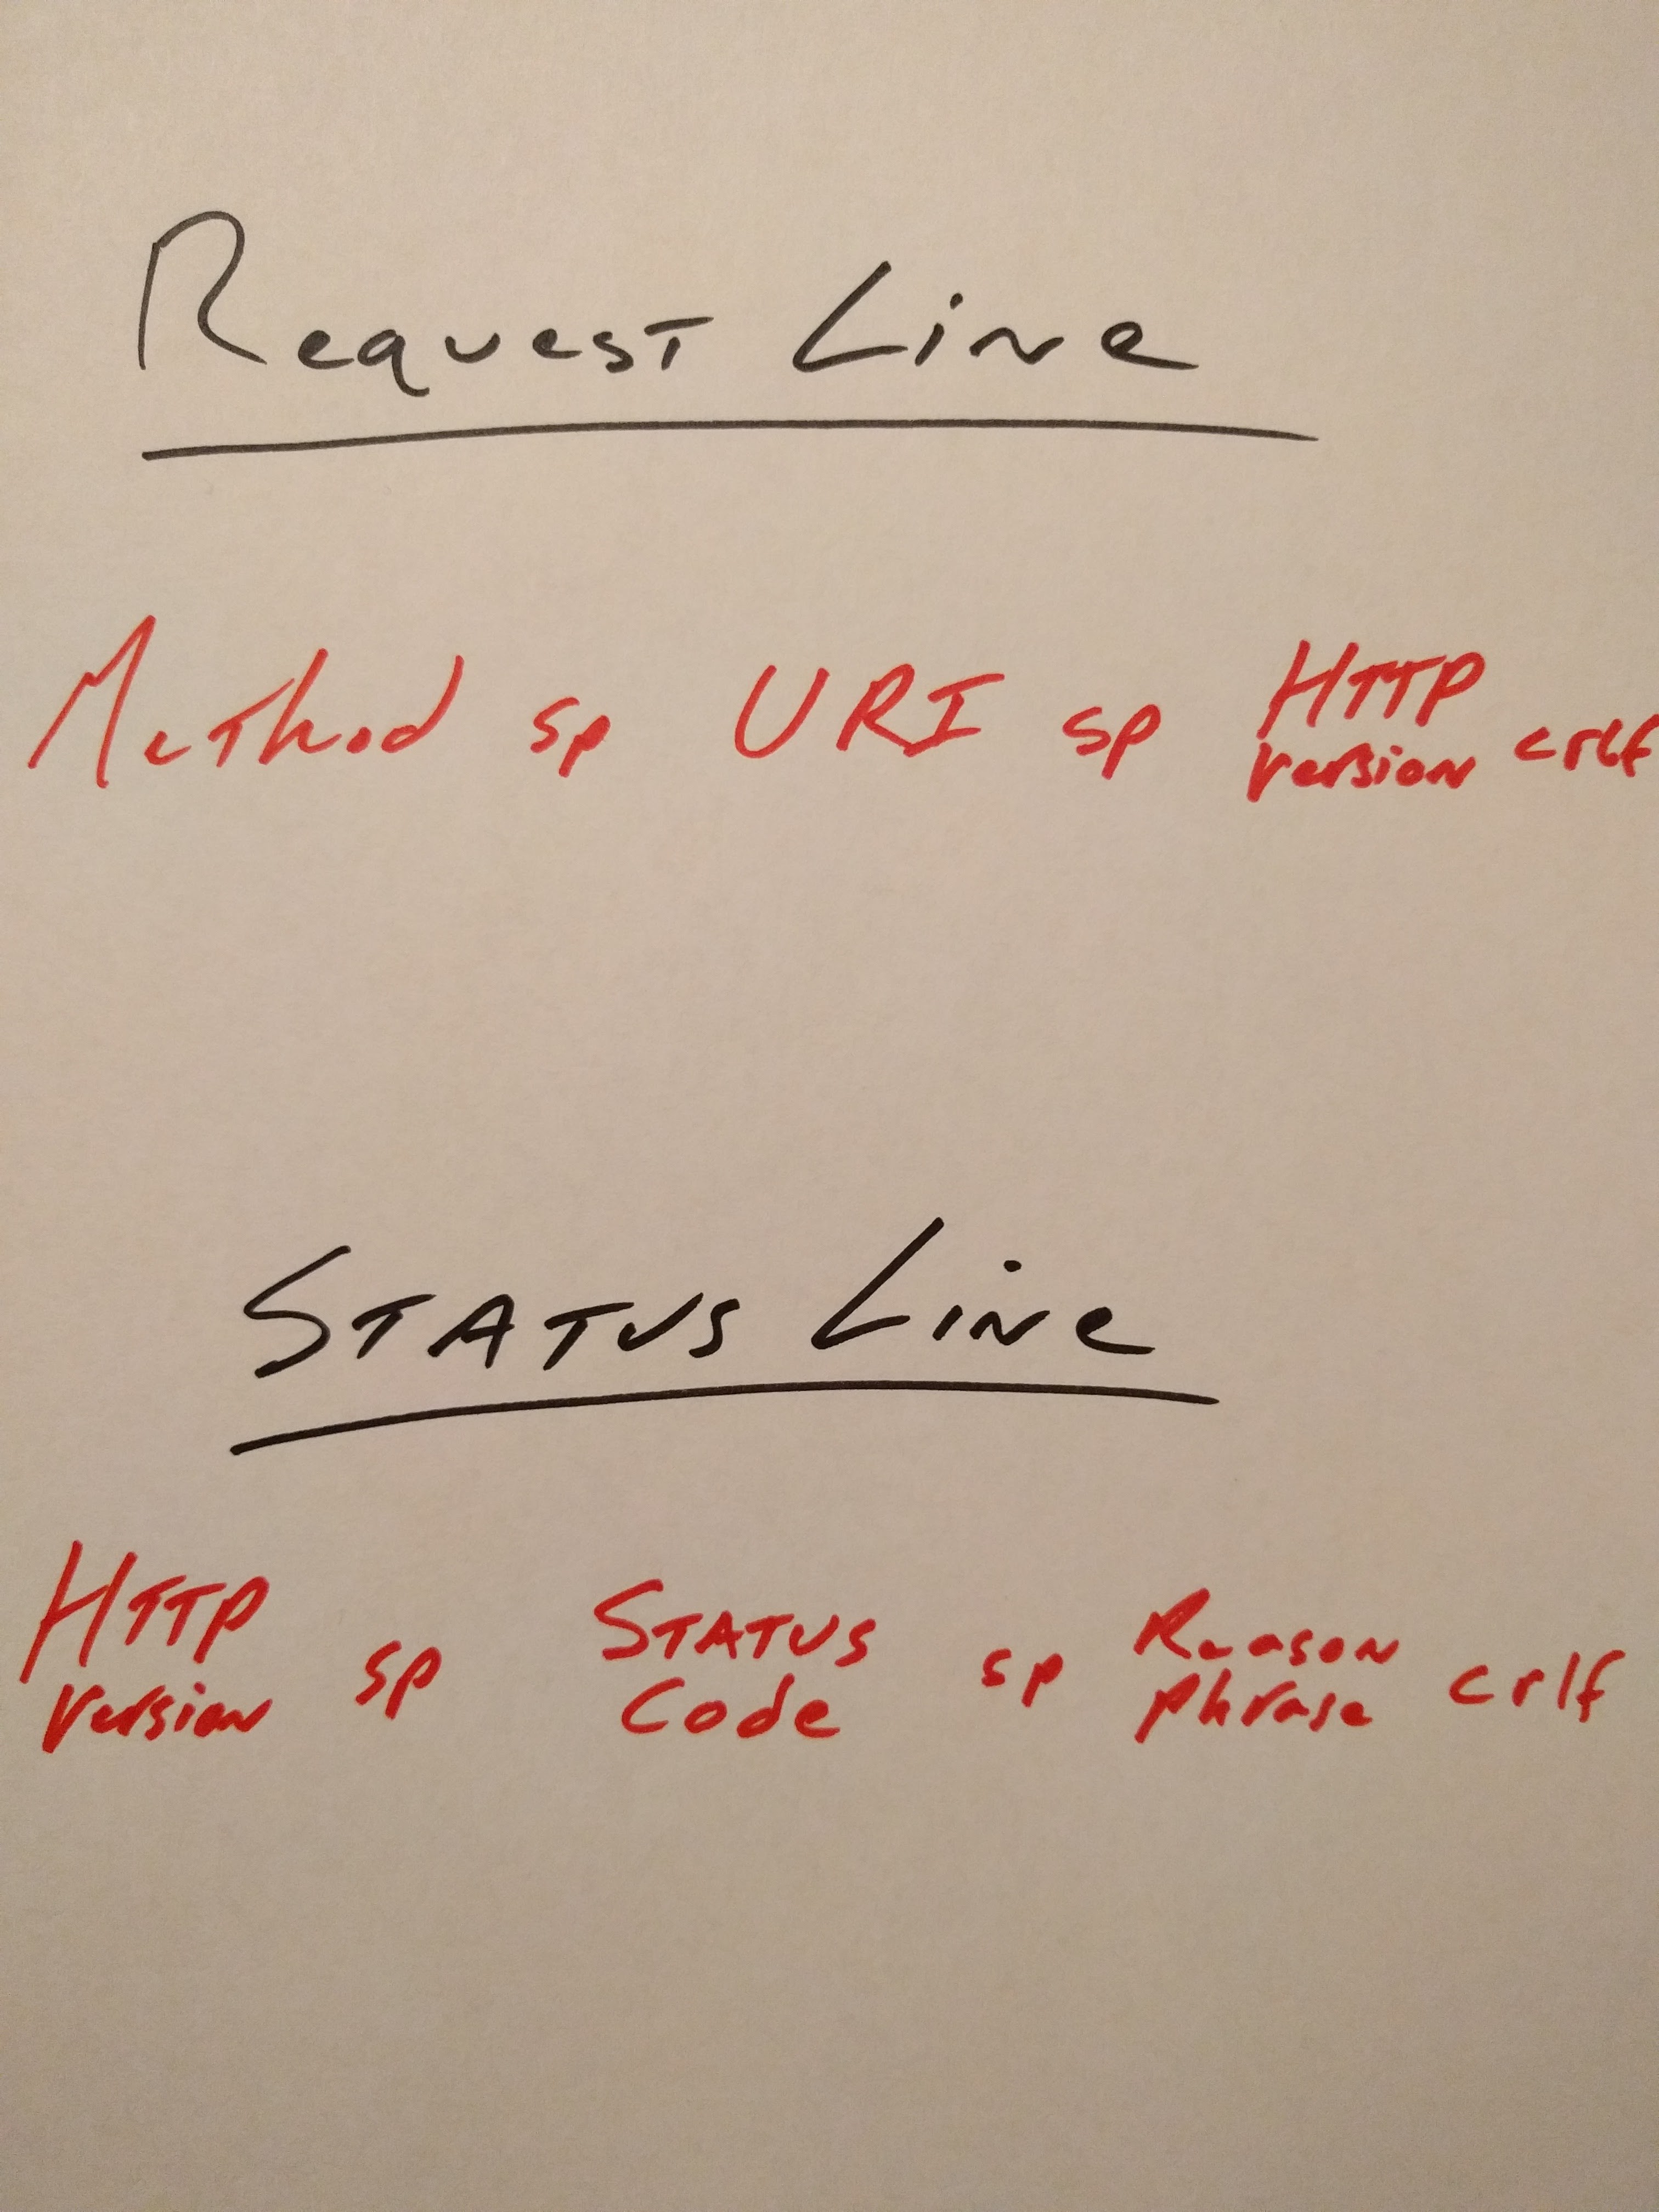 Request Line
Method sp URI sp HTTP version crlf
Status Line
HTTP version sp Status Code sp Reason phrase crlf